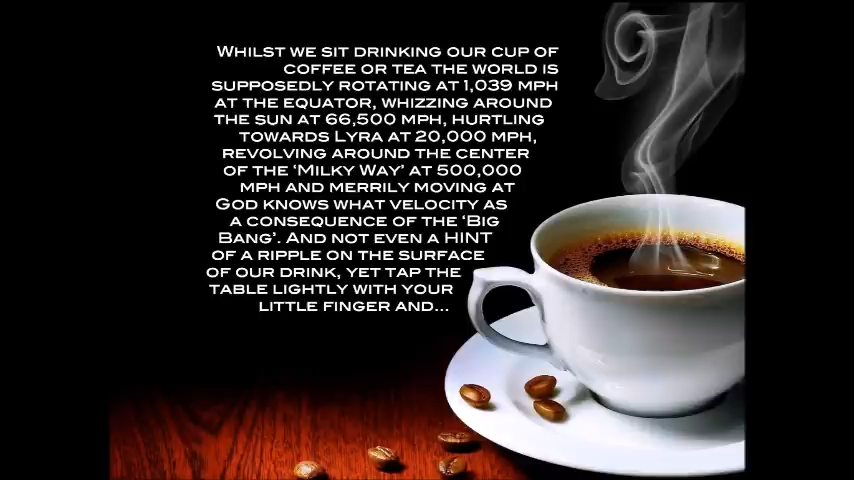 Whilst we sit drinking our cup of
coffee or tea the world is
supposedly rotating at 1,039 mph
at the equator, whizzing around
the sun at 66,500 mph, hurtling
towards Lyra at 20,000 mph,
revolving around the center
of the ‘Milky Way’ at 500,000
mph and merrily moving at
God knows what velocity as
a consequence of the ‘Big
Bang’. And not even a HINT
of a ripple on the surface
of our drink, yet tap the
table lightly with your
little finger and...